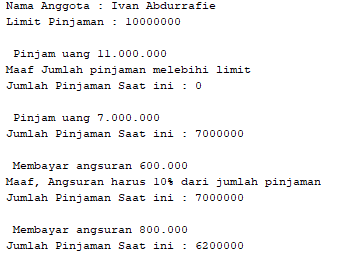 Nama Anggota : Ivan Abdurrafie
Limit Pinjaman : 10000000
Pinjam uang 11.000.000
Maaf Jumlah pinjaman melebihi limit
Jumlah Pinjaman Saat ini : 0
Pinjam uang 7.000.000
Jumlah Pinjaman Saat ini : 7000000
Membayar angsuran 600.000
Maaf, Angsuran harus 10% dari jumlah pinjaman
Jumlah Pinjaman Saat ini : 7000000
Membayar angsuran 800.000
Jumlah Pinjaman Saat ini : 6200000